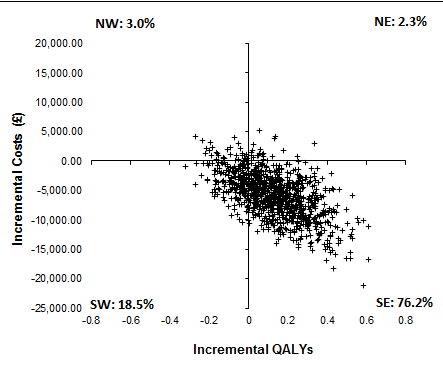 NW: 3.0% NE: 2.3%
20,000.00
15,000.00
10,000.00
5,000.00
0.00
-5,000.00
-10,000.00
-15,000.00
-20,000.00
-25,000.00
Incremental Costs (£)
SW: 18.5% SE: 76.2%
-0.8 -0.6 -0.4 -0.2 0 0.2 0.4 0.6 0.8
Incremental QALYs